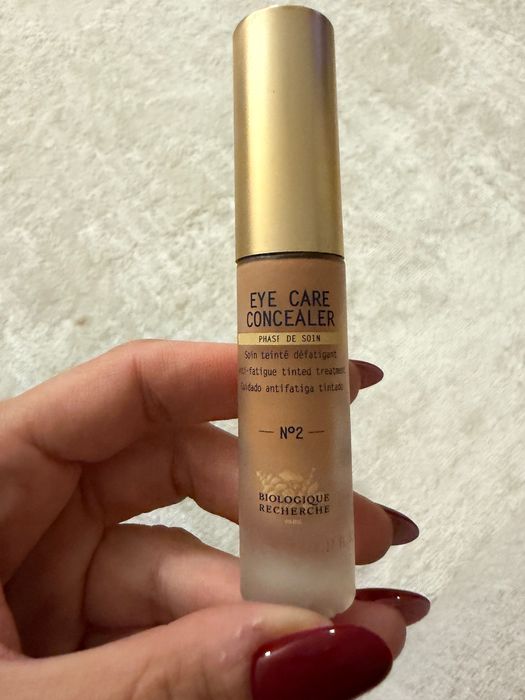 EYE CARE
CONCEALER
PHASE DE SOIN
Soin teinté défatigant
nti-fatigue tinted treatment
Cuidado antifatiga tintado
Nº2
BIOLOGIQUE
RECHERCHE
PARIS